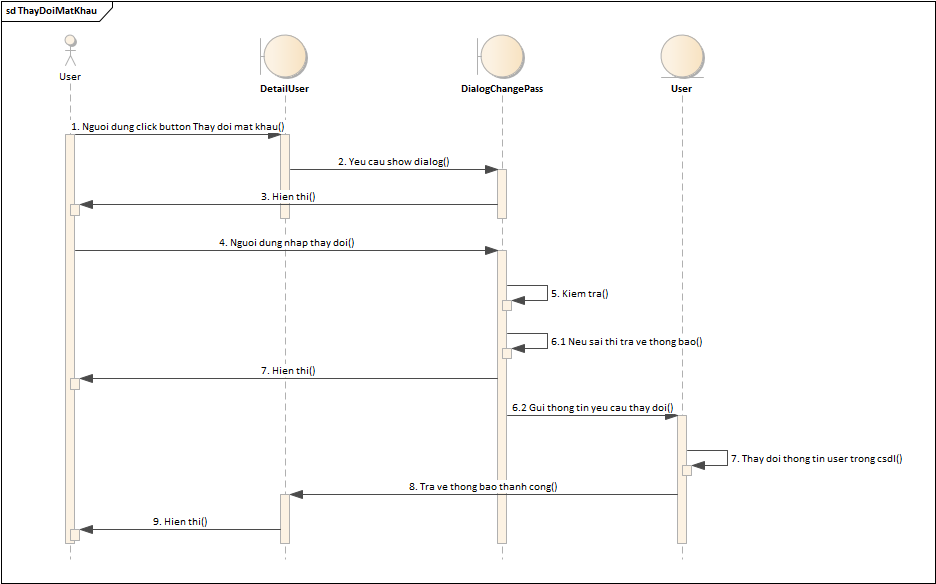 sd ThayDoiMatKhau
User
DetailUser
DialogChangePass
User
1. Nguoi dung click button Thay doi mat khau()
2. Yeu cau show dialog()
3. Hien thi()
4. Nguoi dung nhap thay doi()
5. Kiem tra()
6.1 Neu sai thi tra ve thong bao()
7. Hien thi()
6.2 Gui thong tin yeu cau thay doi()
7. Thay doi thong tin user trong csdl()
8. Tra ve thong bao thanh cong()
9. Hien thi()